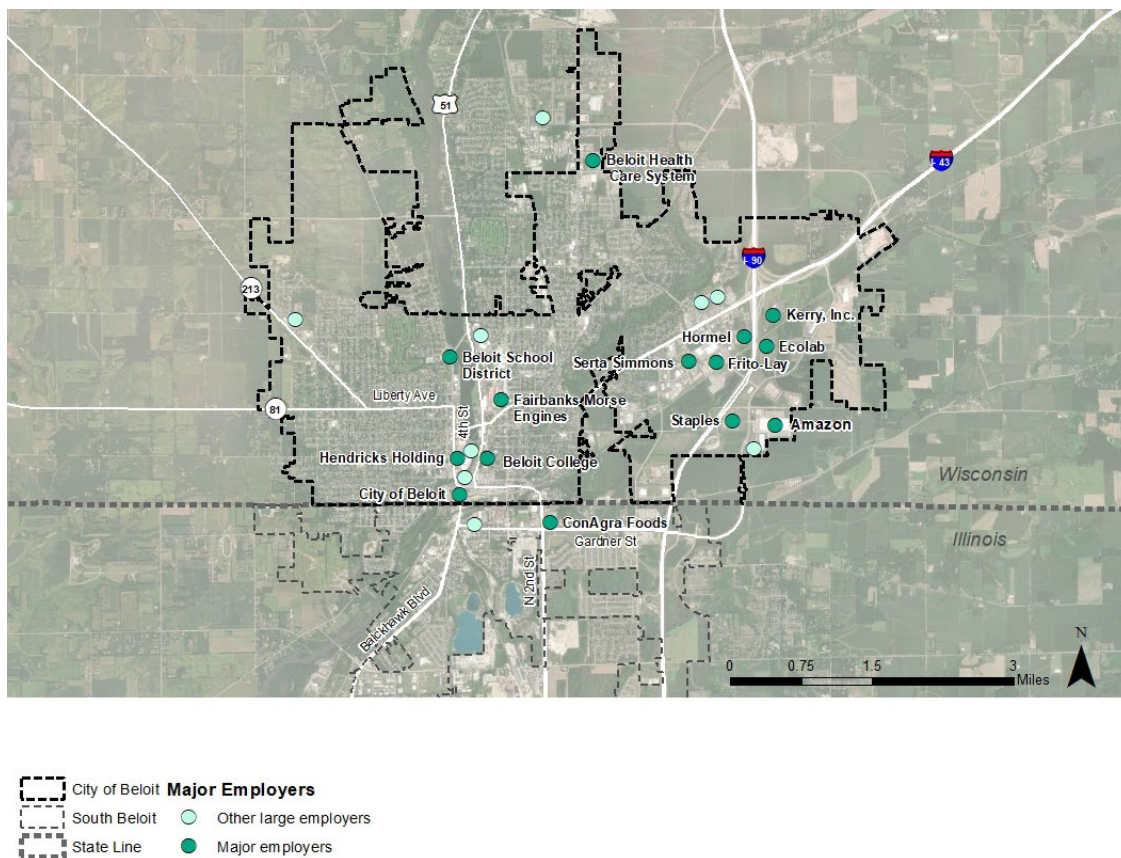 51
Beloit Health
Care System
I- 43
I- 90
213
Kerry, Inc.
Hormel
Ecolab
Beloit School
District
Serta Simmons
Frito-Lay
Liberty Ave
81
4th St
Fairbanks Morse
Engines
Staples
Amazon
Hendricks Holding
Beloit College
Wisconsin
City of Beloit
ConAgra Foods
Gardner St
Illinois
N 2nd St
Balckhawk Blvd
N
0 0.75 1.5 3
Miles
City of Beloit Major Employers
South Beloit Other large employers
State Line Major employers